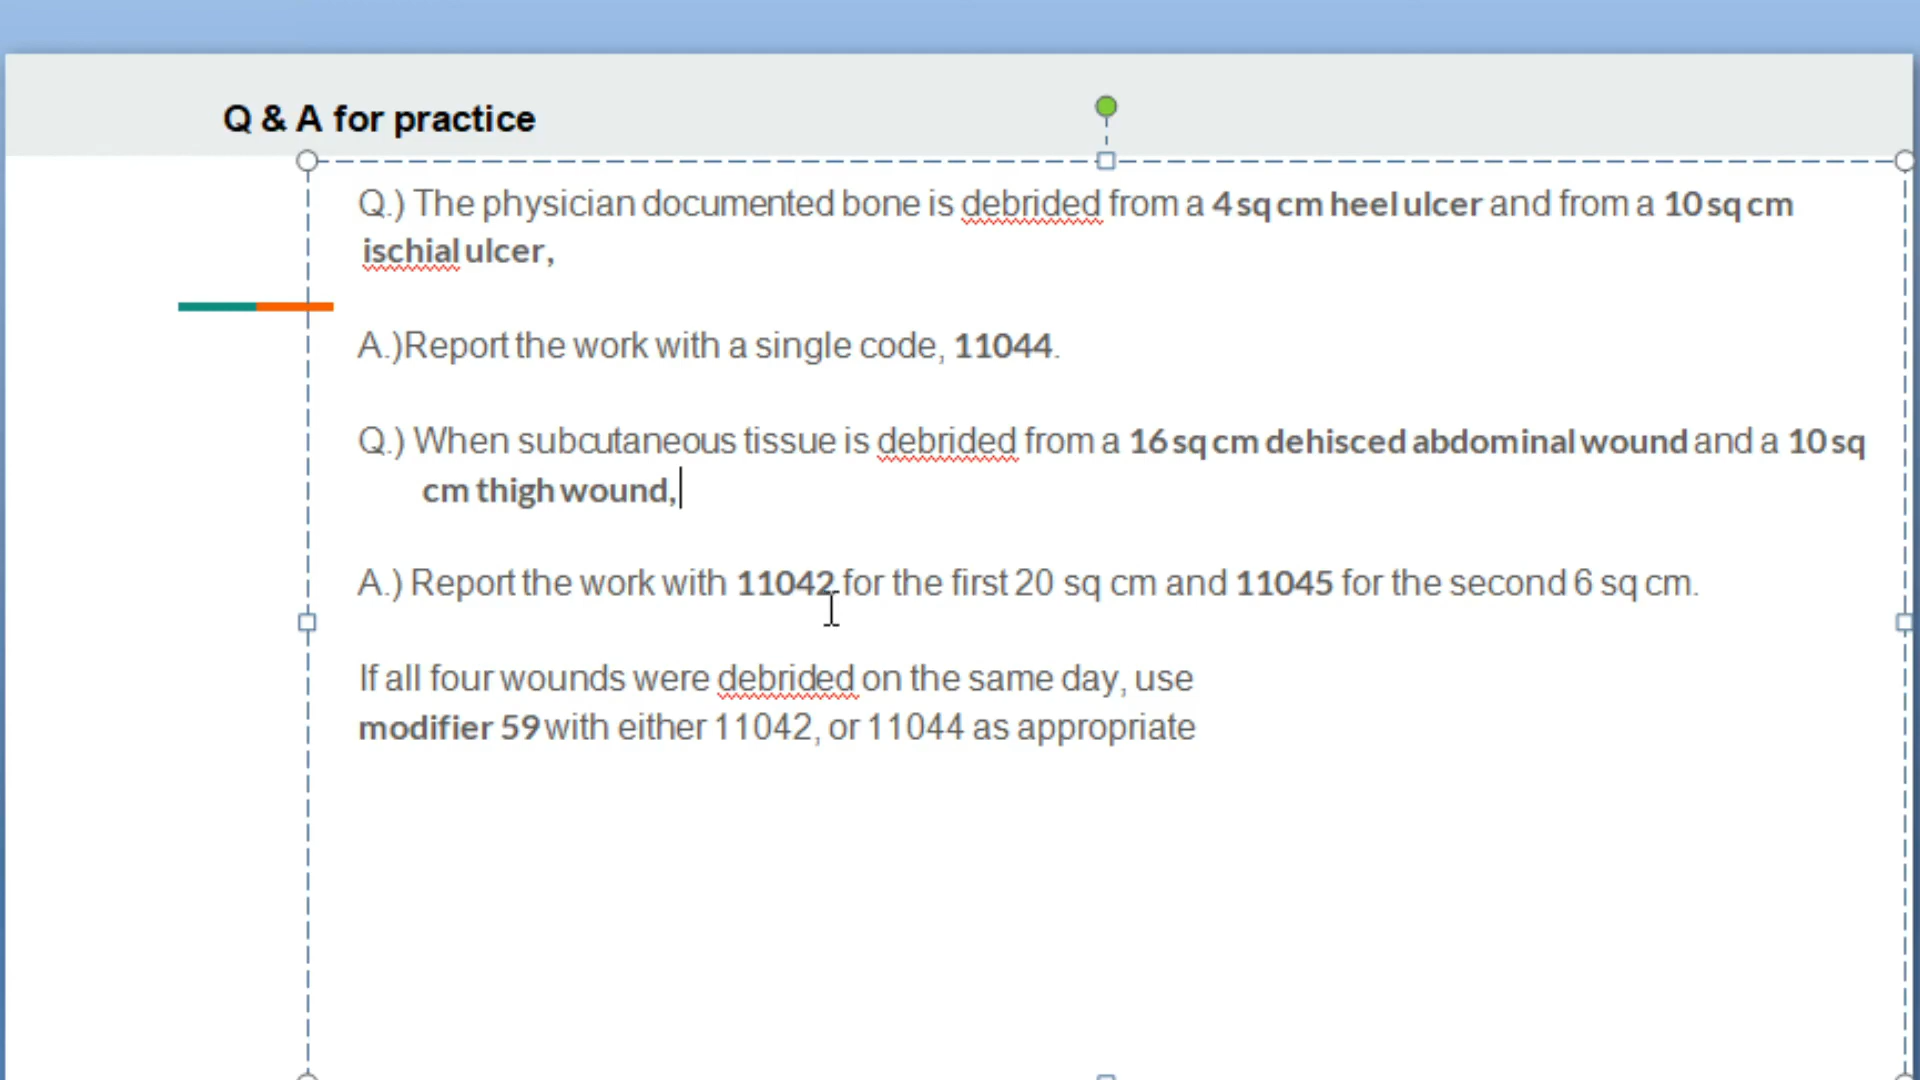 Q & A for practice
Q.) The physician documented bone is debrided from a 4 sq cm heel ulcer and from a 10 sq cm
ischial ulcer,
A.)Report the work with a single code, 11044.
Q.) When subcutaneous tissue is debrided from a 16 sq cm dehisced abdominal wound and a 10 sq
cm thigh wound,
A.) Report the work with 11042 for the first 20 sq cm and 11045 for the second 6 sq cm.
If all four wounds were debrided on the same day, use
modifier 59 with either 11042, or 11044 as appropriate